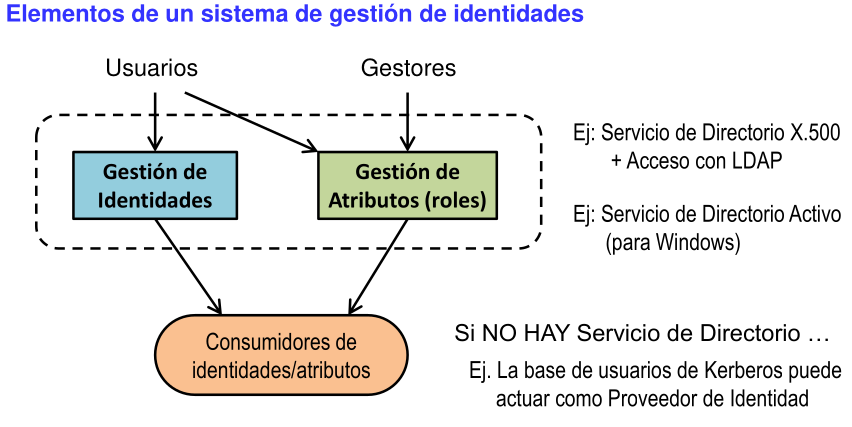 Elementos de un sistema de gestión de identidades
Usuarios
Gestores
Gestión de
Identidades
Gestión de
Atributos (roles)
Ej: Servicio de Directorio X.500
+ Acceso con LDAP
Ej: Servicio de Directorio Activo
(para Windows)
Consumidores de
identidades/atributos
Si NO HAY Servicio de Directorio …
Ej. La base de usuarios de Kerberos puede
actuar como Proveedor de Identidad